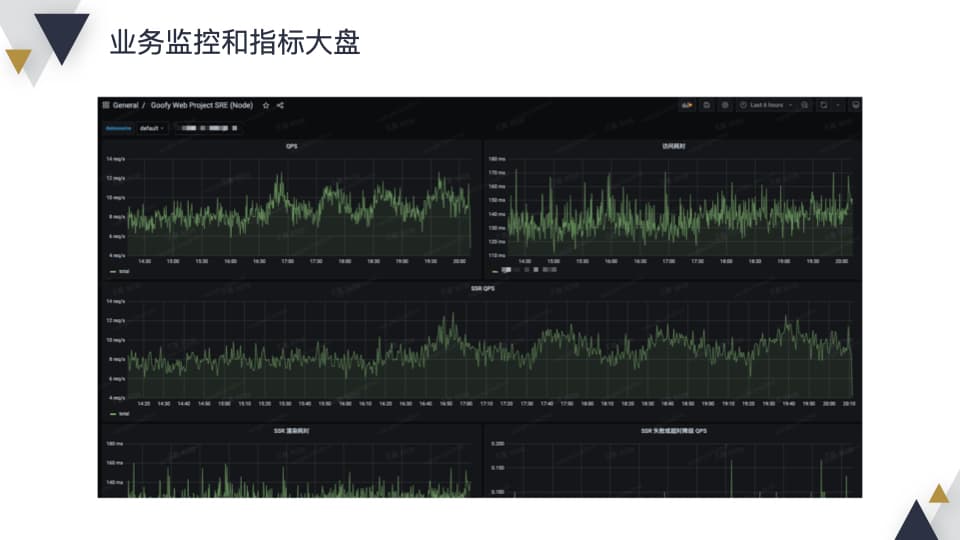 业务监控和指标大盘
General / Goofy Web Project SRE (Node)
Last 6 hours
default
QPS
14 req/s
12 req/s
10 req/s
8 req/s
6 req/s
4 req/s
14:30 15:00 15:30 16:00 16:30 17:00 17:30 18:00 18:30 19:00 19:30 20:00
total
访问耗时
180 ms
170 ms
160 ms
150 ms
140 ms
130 ms
120 ms
110 ms
14:30 15:00 15:30 16:00 16:30 17:00 17:30 18:00 18:30 19:00 19:30 20:00
SSR QPS
14 req/s
12 req/s
10 req/s
8 req/s
6 req/s
4 req/s
14:20 14:30 14:40 14:50 15:00 15:10 15:20 15:30 15:40 15:50 16:00 16:10 16:20 16:30 16:40 16:50 17:00 17:10 17:20 17:30 17:40 17:50 18:00 18:10 18:20 18:30 18:40 18:50 19:00 19:10 19:20 19:30 19:40 19:50 20:00 20:10
total
SSR 渲染耗时
180 ms
160 ms
140 ms
SSR 失败或超时降级 QPS
0.200
0.150
0.100